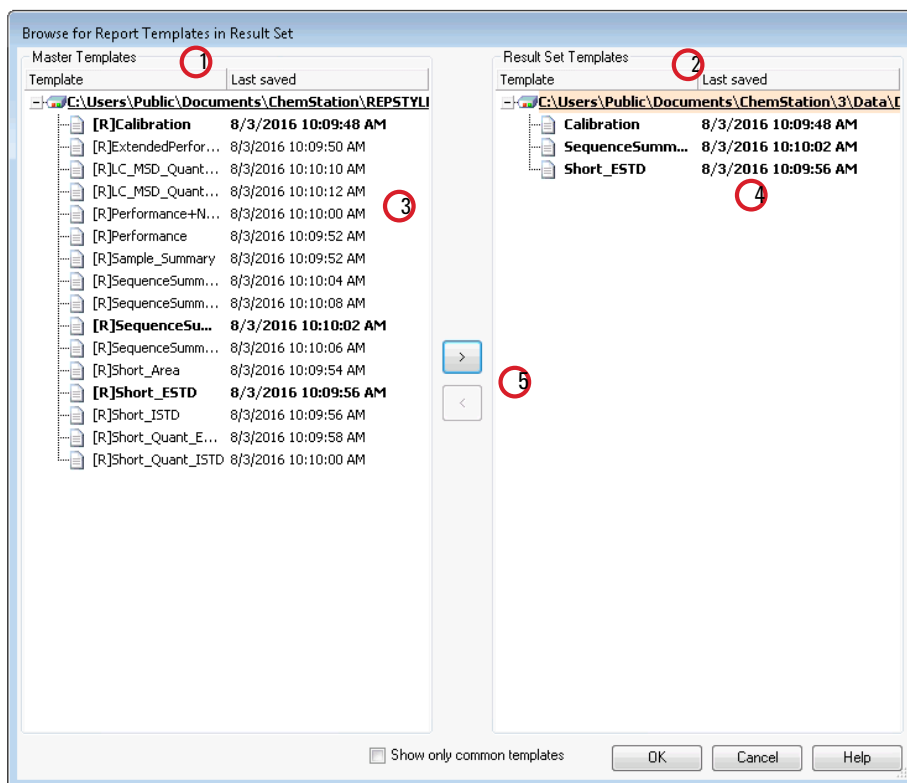 Browse for Report Templates in Result Set
Master Templates
1
Template Last saved
C:\Users\Public\Documents\ChemStation\REPSTYLI
[R]Calibration 8/3/2016 10:09:48 AM
[R]ExtendedPerfor... 8/3/2016 10:09:50 AM
[R]LC_MSD_Quant... 8/3/2016 10:10:10 AM
[R]LC_MSD_Quant... 8/3/2016 10:10:12 AM
[R]Performance+N... 8/3/2016 10:10:00 AM
3
[R]Performance 8/3/2016 10:09:52 AM
[R]Sample_Summary 8/3/2016 10:09:52 AM
[R]SequenceSumm... 8/3/2016 10:10:04 AM
[R]SequenceSumm... 8/3/2016 10:10:08 AM
[R]SequenceSu... 8/3/2016 10:10:02 AM
[R]SequenceSumm... 8/3/2016 10:10:06 AM
[R]Short_Area 8/3/2016 10:09:54 AM
[R]Short_ESTD 8/3/2016 10:09:56 AM
[R]Short_ISTD 8/3/2016 10:09:56 AM
[R]Short_Quant_E... 8/3/2016 10:09:58 AM
[R]Short_Quant_ISTD 8/3/2016 10:10:00 AM
>
<
5
Result Set Templates
2
Template Last saved
C:\Users\Public\Documents\ChemStation\3\Data\D
Calibration 8/3/2016 10:09:48 AM
SequenceSumm... 8/3/2016 10:10:02 AM
Short_ESTD 8/3/2016 10:09:56 AM
4
Show only common templates
OK
Cancel
Help